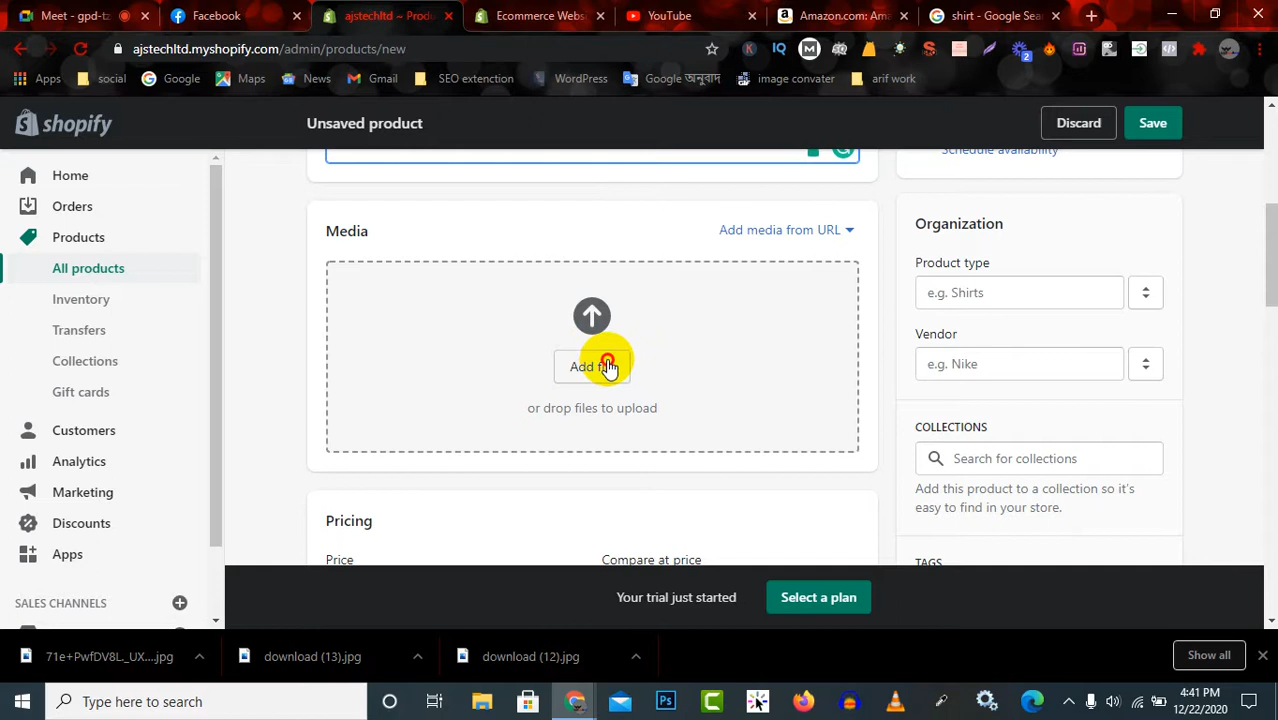 Meet - gpd-tz
Facebook
ajstechltd ~ Produ
Ecommerce Webs
YouTube
Amazon.com: Ama
shirt - Google Sea
ajstechltd.myshopify.com/admin/products/new
Apps
social
Google
Maps
News
Gmail
SEO extenction
WordPress
Google অনুবাদ
image convater
arif work
shopify
Unsaved product
Discard
Save
Schedule availability
Home
Orders
Products
All products
Inventory
Transfers
Collections
Gift cards
Customers
Analytics
Marketing
Discounts
Apps
SALES CHANNELS
Media
Add media from URL
Add
or drop files to upload
Pricing
Price
Compare at price
Organization
Product type
e.g. Shirts
Vendor
e.g. Nike
COLLECTIONS
Search for collections
Add this product to a collection so it's
easy to find in your store.
TAGS
Your trial just started
Select a plan
71e+PwfDV8L._UX....jpg
download (13).jpg
download (12).jpg
Show all
Type here to search
4:41 PM
12/22/2020